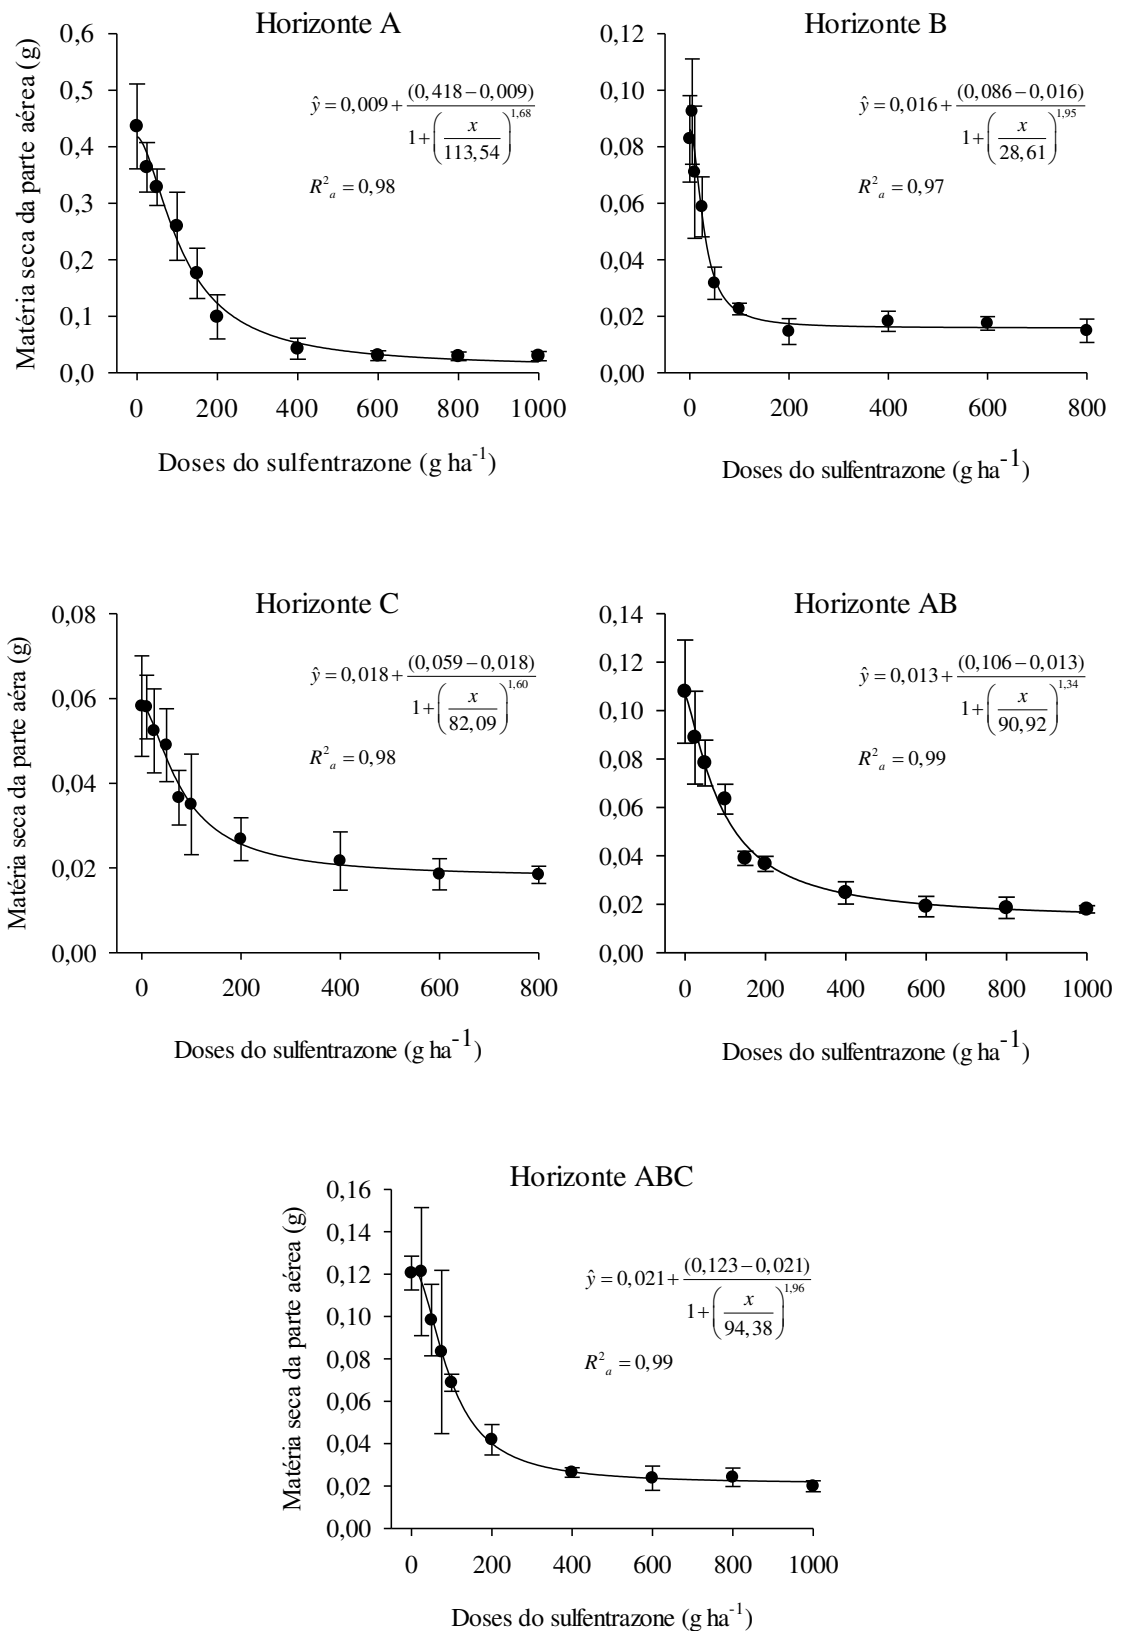 Horizonte A
Matéria seca da parte aérea (g)
0,6
0,5
0,4
0,3
0,2
0,1
0,0
ŷ = 0,009 + (0,418 − 0,009) / (1 + (x / 113,54)^1,68)
R²ₐ = 0,98
0 200 400 600 800 1000
Doses do sulfentrazone (g ha⁻¹)
Horizonte B
0,12
0,10
0,08
0,06
0,04
0,02
0,00
ŷ = 0,016 + (0,086 − 0,016) / (1 + (x / 28,61)^1,95)
R²ₐ = 0,97
0 200 400 600 800
Doses do sulfentrazone (g ha⁻¹)
Horizonte C
Matéria seca da parte aéra (g)
0,08
0,06
0,04
0,02
0,00
ŷ = 0,018 + (0,059 − 0,018) / (1 + (x / 82,09)^1,60)
R²ₐ = 0,98
0 200 400 600 800
Doses do sulfentrazone (g ha⁻¹)
Horizonte AB
0,14
0,12
0,10
0,08
0,06
0,04
0,02
0,00
ŷ = 0,013 + (0,106 − 0,013) / (1 + (x / 90,92)^1,34)
R²ₐ = 0,99
0 200 400 600 800 1000
Doses do sulfentrazone (g ha⁻¹)
Horizonte ABC
Matéria seca da parte aérea (g)
0,16
0,14
0,12
0,10
0,08
0,06
0,04
0,02
0,00
ŷ = 0,021 + (0,123 − 0,021) / (1 + (x / 94,38)^1,96)
R²ₐ = 0,99
0 200 400 600 800 1000
Doses do sulfentrazone (g ha⁻¹)